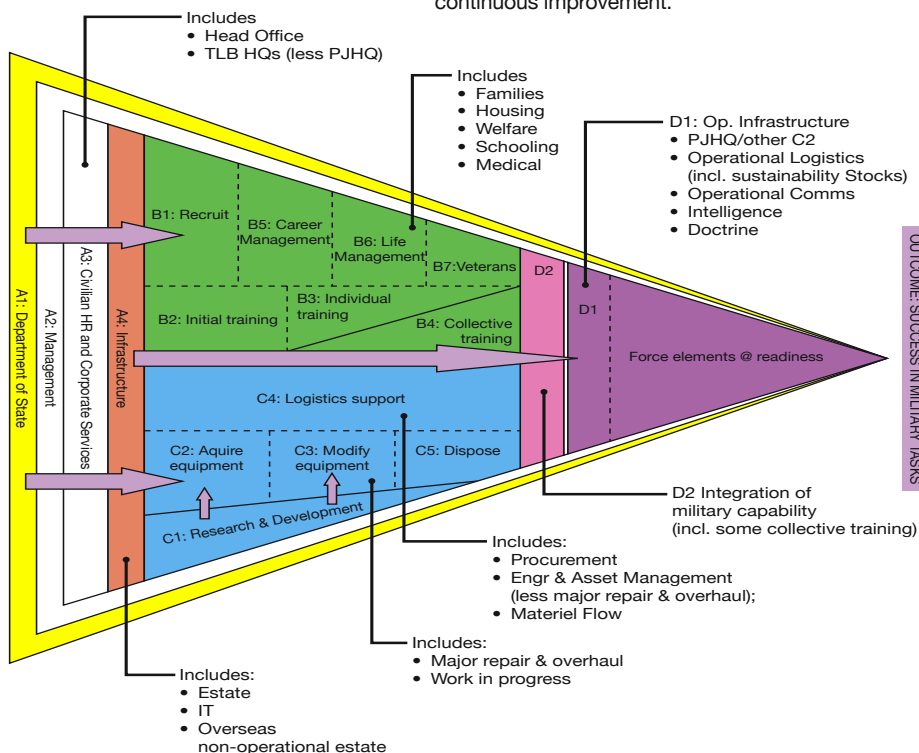 continuous improvement.
Includes
• Head Office
• TLB HQs (less PJHQ)
Includes
• Families
• Housing
• Welfare
• Schooling
• Medical
D1: Op. Infrastructure
• PJHQ/other C2
• Operational Logistics
(incl. sustainability Stocks)
• Operational Comms
• Intelligence
• Doctrine
A1: Department of State
A2: Management
A3: Civilian HR and Corporate Services
A4: Infrastructure
B1: Recruit
B5: Career
Management
B6: Life
Management
B7:Veterans
B2: Initial training
B3: Individual
training
B4: Collective
training
D2
D1
Force elements @ readiness
OUTCOME: SUCCESS IN MILITARY TASKS
C4: Logistics support
C2: Aquire
equipment
C3: Modify
equipment
C5: Dispose
C1: Research & Development
D2 Integration of
military capability
(incl. some collective training)
Includes:
• Procurement
• Engr & Asset Management
(less major repair & overhaul);
• Materiel Flow
Includes:
• Major repair & overhaul
• Work in progress
Includes:
• Estate
• IT
• Overseas
non-operational estate